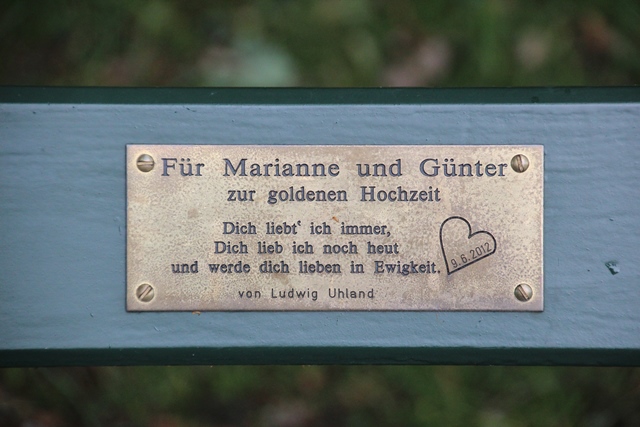 Für Marianne und Günter
zur goldenen Hochzeit
Dich liebt' ich immer,
Dich lieb ich noch heut
und werde dich lieben in Ewigkeit.
9.6.2012
von Ludwig Uhland